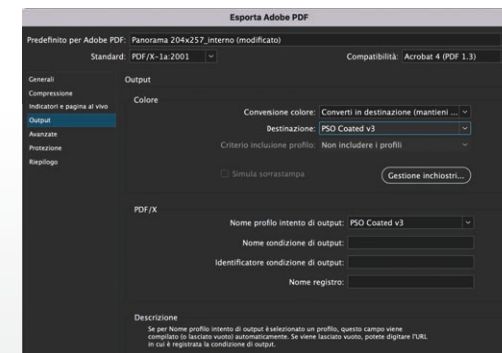 Esporta Adobe PDF
Predefinito per Adobe PDF: Panorama 204x257_interno (modificato)
Standard: PDF/X-1a:2001 Compatibilità: Acrobat 4 (PDF 1.3)
Generali
Compressione
Indicatori e pagina al vivo
Output
Avanzate
Protezione
Riepilogo
Output
Colore
Conversione colore: Converti in destinazione (mantieni ...
Destinazione: PSO Coated v3
Criterio inclusione profilo: Non includere i profili
Simula sorrastampa
Gestione inchiostri...
PDF/X
Nome profilo intento di output: PSO Coated v3
Nome condizione di output:
Identificatore condizione di output:
Nome registro:
Descrizione
Se per Nome profilo intento di output è selezionato un profilo, questo campo viene
compilato (o lasciato vuoto) automaticamente. Se viene lasciato vuoto, potete digitare l'URL
in cui è registrata la condizione di output.